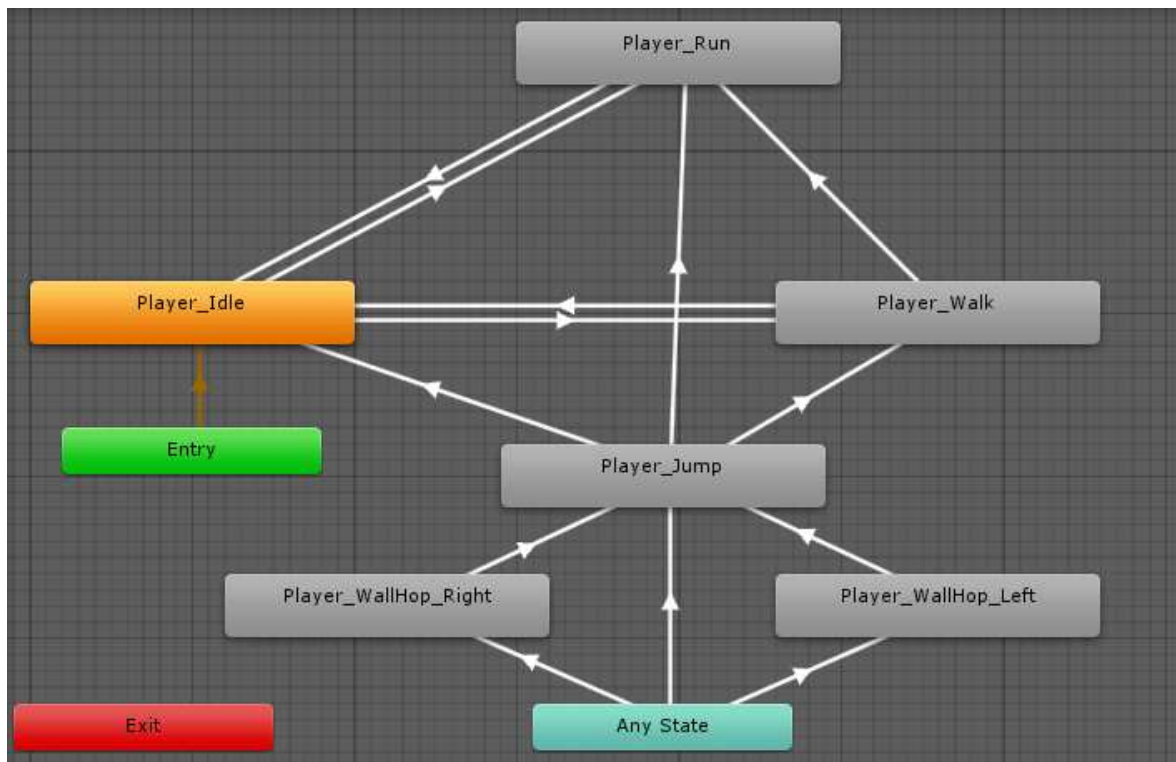 Player_Run
Player_Idle
Player_Walk
Entry
Player_Jump
Player_WallHop_Right
Player_WallHop_Left
Exit
Any State